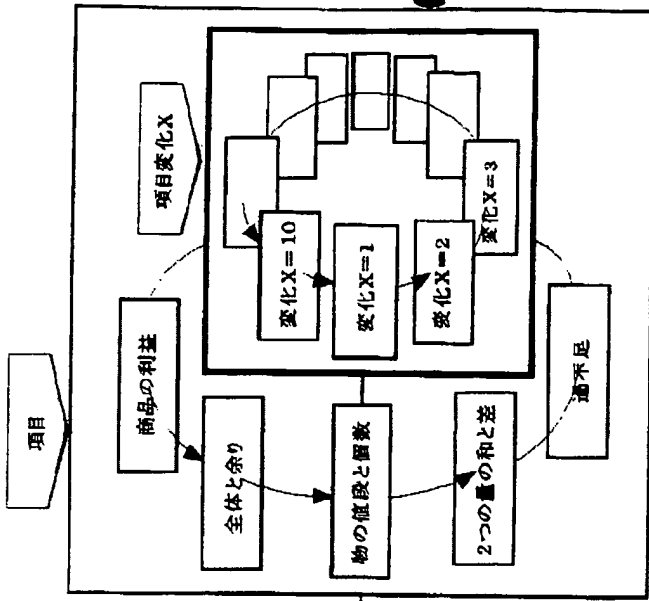 項目
商品の利益
全体と余り
物の値段と個数
2つの量の和と差
過不足
項目変化X
変化X=10
変化X=1
変化X=2
変化X=3